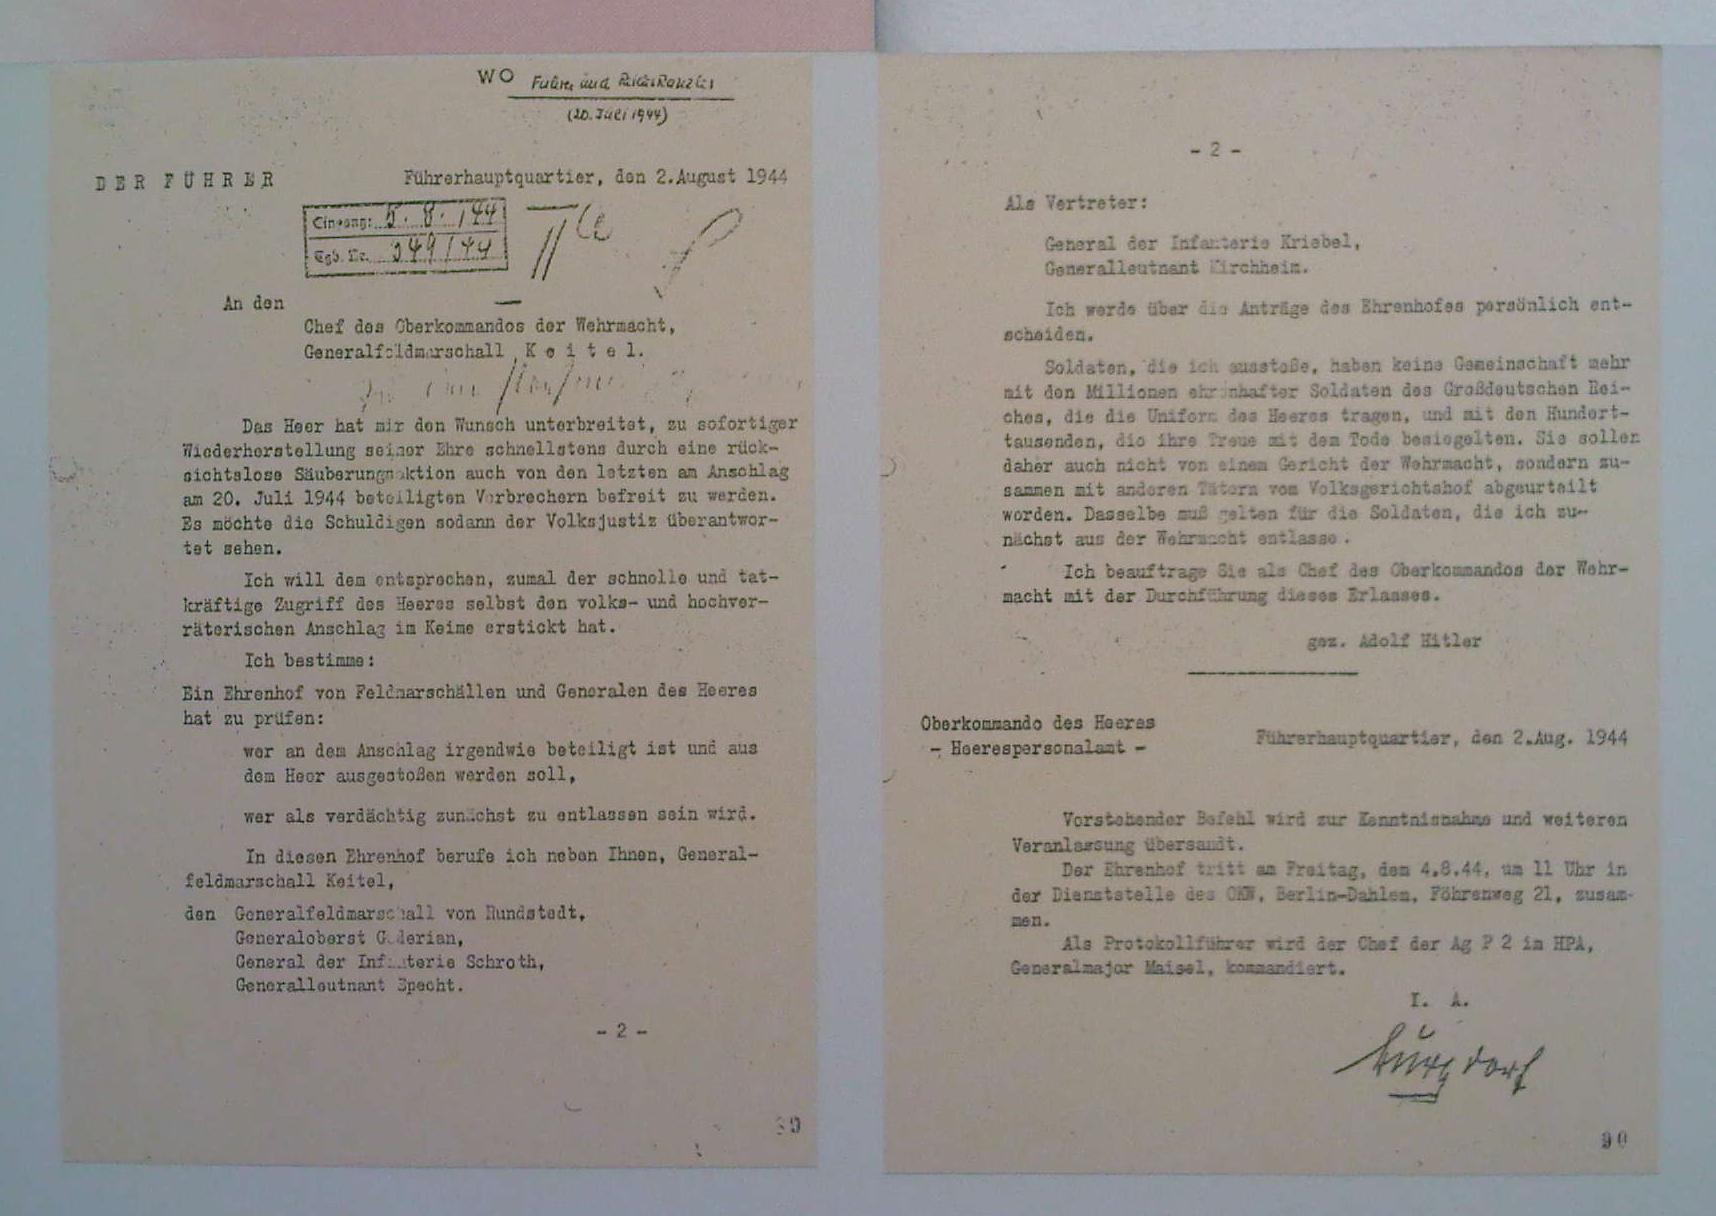 WO Führ. und Reichskanzlei
(20. Juli 1944)
DER FÜHRER
Führerhauptquartier, den 2.August 1944
Eingang: 5. 8. 144
Tgb. Nr. 349/44
An den
Chef des Oberkommandos der Wehrmacht,
Generalfeldmarschall K e i t e l.
Das Heer hat mir den Wunsch unterbreitet, zu sofortiger
Wiederherstellung seiner Ehre schnellstens durch eine rück-
sichtslose Säuberungsaktion auch von den letzten am Anschlag
am 20. Juli 1944 beteiligten Verbrechern befreit zu werden.
Es möchte die Schuldigen sodann der Volksjustiz überantwor-
tet sehen.
Ich will dem entsprechen, zumal der schnelle und tat-
kräftige Zugriff des Heeres selbst den volks- und hochver-
räterischen Anschlag im Keime erstickt hat.
Ich bestimme:
Ein Ehrenhof von Feldmarschällen und Generalen des Heeres
hat zu prüfen:
wer an dem Anschlag irgendwie beteiligt ist und aus
dem Heer ausgestoßen werden soll,
wer als verdächtig zunächst zu entlassen sein wird.
In diesen Ehrenhof berufe ich neben Ihnen, General-
feldmarschall Keitel,
den Generalfeldmarschall von Rundstedt,
Generaloberst Guderian,
General der Infanterie Schroth,
Generalleutnant Specht.
- 2 -
- 2 -
Als Vertreter:
General der Infanterie Kriebel,
Generalleutnant Kirchheim.
Ich werde über die Anträge des Ehrenhofes persönlich ent-
scheiden.
Soldaten, die ich ausstoße, haben keine Gemeinschaft mehr
mit den Millionen ehrenhafter Soldaten des Großdeutschen Rei-
ches, die die Uniform des Heeres tragen, und mit den Hundert-
tausenden, die ihre Treue mit dem Tode besiegelten. Sie sollen
daher auch nicht von einem Gericht der Wehrmacht, sondern zu-
sammen mit anderen Tätern vom Volksgerichtshof abgeurteilt
werden. Dasselbe muß gelten für die Soldaten, die ich zu-
nächst aus der Wehrmacht entlasse.
Ich beauftrage Sie als Chef des Oberkommandos der Wehr-
macht mit der Durchführung dieses Erlasses.
gez. Adolf Hitler
Oberkommando des Heeres
- Heerespersonalamt -
Führerhauptquartier, den 2.Aug. 1944
Vorstehender Befehl wird zur Kenntnisnahme und weiteren
Veranlassung übersandt.
Der Ehrenhof tritt am Freitag, dem 4.8.44, um 11 Uhr in
der Dienststelle des OKW, Berlin-Dahlem, Föhrenweg 21, zusam-
men.
Als Protokollführer wird der Chef der Ag P 2 im HPA,
Generalmajor Maisel, kommandiert.
I. A.
Burgdorf
90